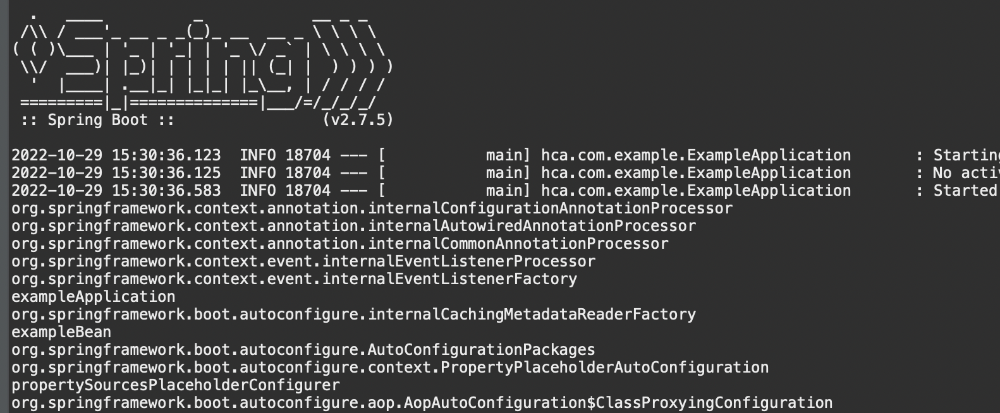 .   ____          _            __ _ _
 /\\ / ___'_ __ _ _(_)_ __  __ _ \ \ \ \
( ( )\___ | '_ | '_| | '_ \/ _` | \ \ \ \
 \\/  ___)| |_)| | | | | || (_| |  ) ) ) )
  '  |____| .__|_| |_|_| |_\__, | / / / /
 =========|_|==============|___/=/_/_/_/
 :: Spring Boot ::                (v2.7.5)
2022-10-29 15:30:36.123  INFO 18704 --- [           main] hca.com.example.ExampleApplication       : Starting
2022-10-29 15:30:36.125  INFO 18704 --- [           main] hca.com.example.ExampleApplication       : No acti
2022-10-29 15:30:36.583  INFO 18704 --- [           main] hca.com.example.ExampleApplication       : Started
org.springframework.context.annotation.internalConfigurationAnnotationProcessor
org.springframework.context.annotation.internalAutowiredAnnotationProcessor
org.springframework.context.annotation.internalCommonAnnotationProcessor
org.springframework.context.event.internalEventListenerProcessor
org.springframework.context.event.internalEventListenerFactory
exampleApplication
org.springframework.boot.autoconfigure.internalCachingMetadataReaderFactory
exampleBean
org.springframework.boot.autoconfigure.AutoConfigurationPackages
org.springframework.boot.autoconfigure.context.PropertyPlaceholderAutoConfiguration
propertySourcesPlaceholderConfigurer
org.springframework.boot.autoconfigure.aop.AopAutoConfiguration$ClassProxyingConfiguration